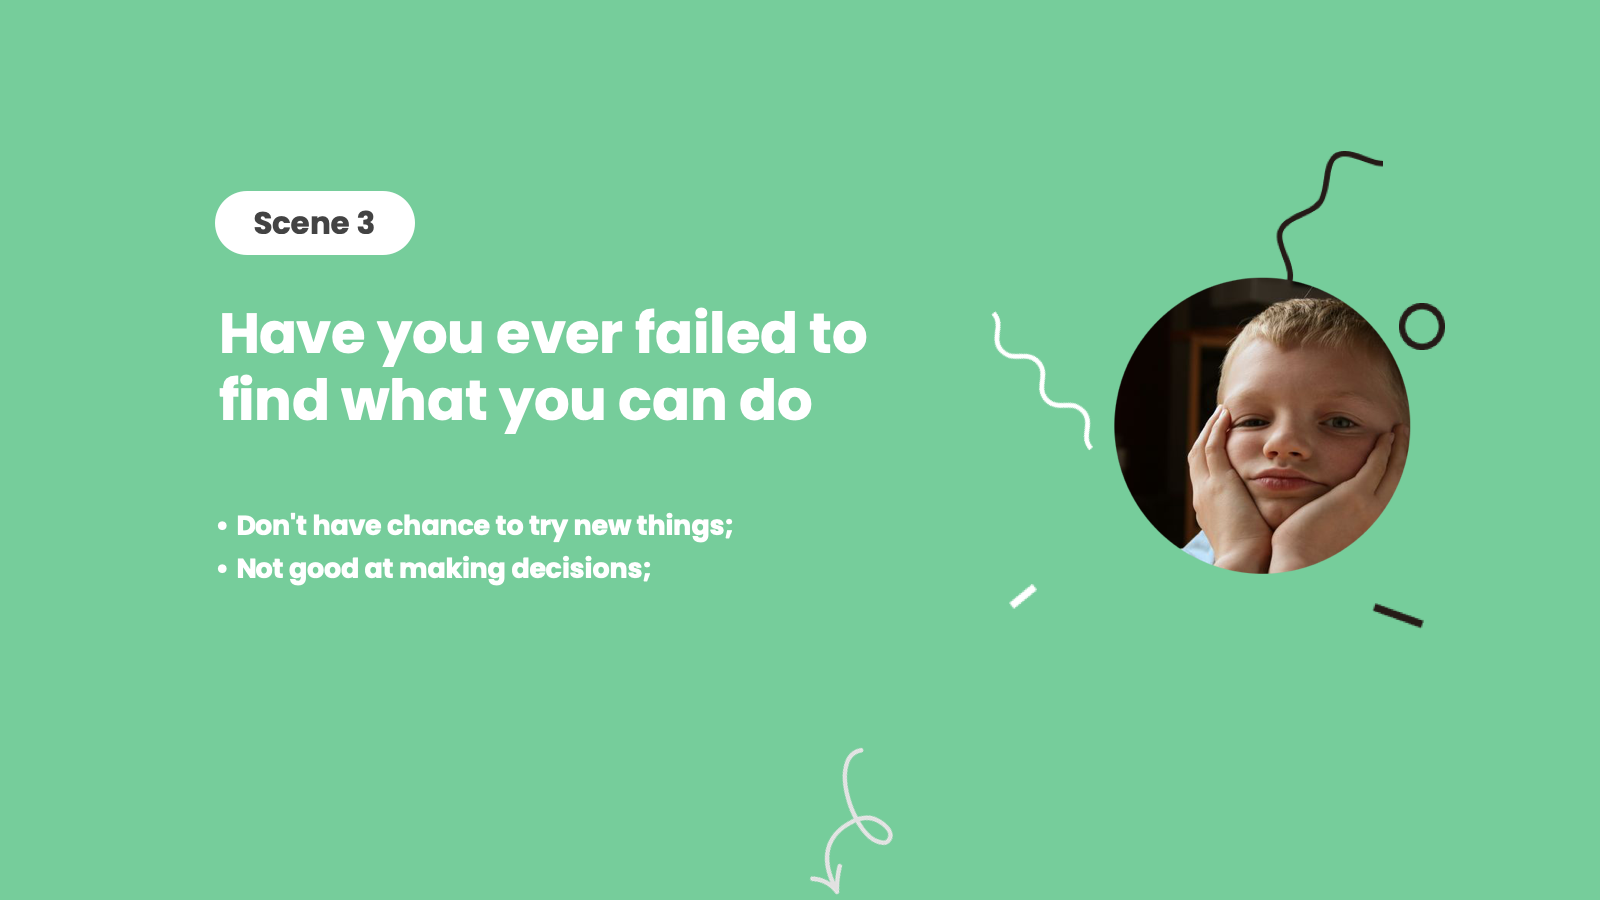 Scene 3
Have you ever failed to
find what you can do
• Don't have chance to try new things;
• Not good at making decisions;